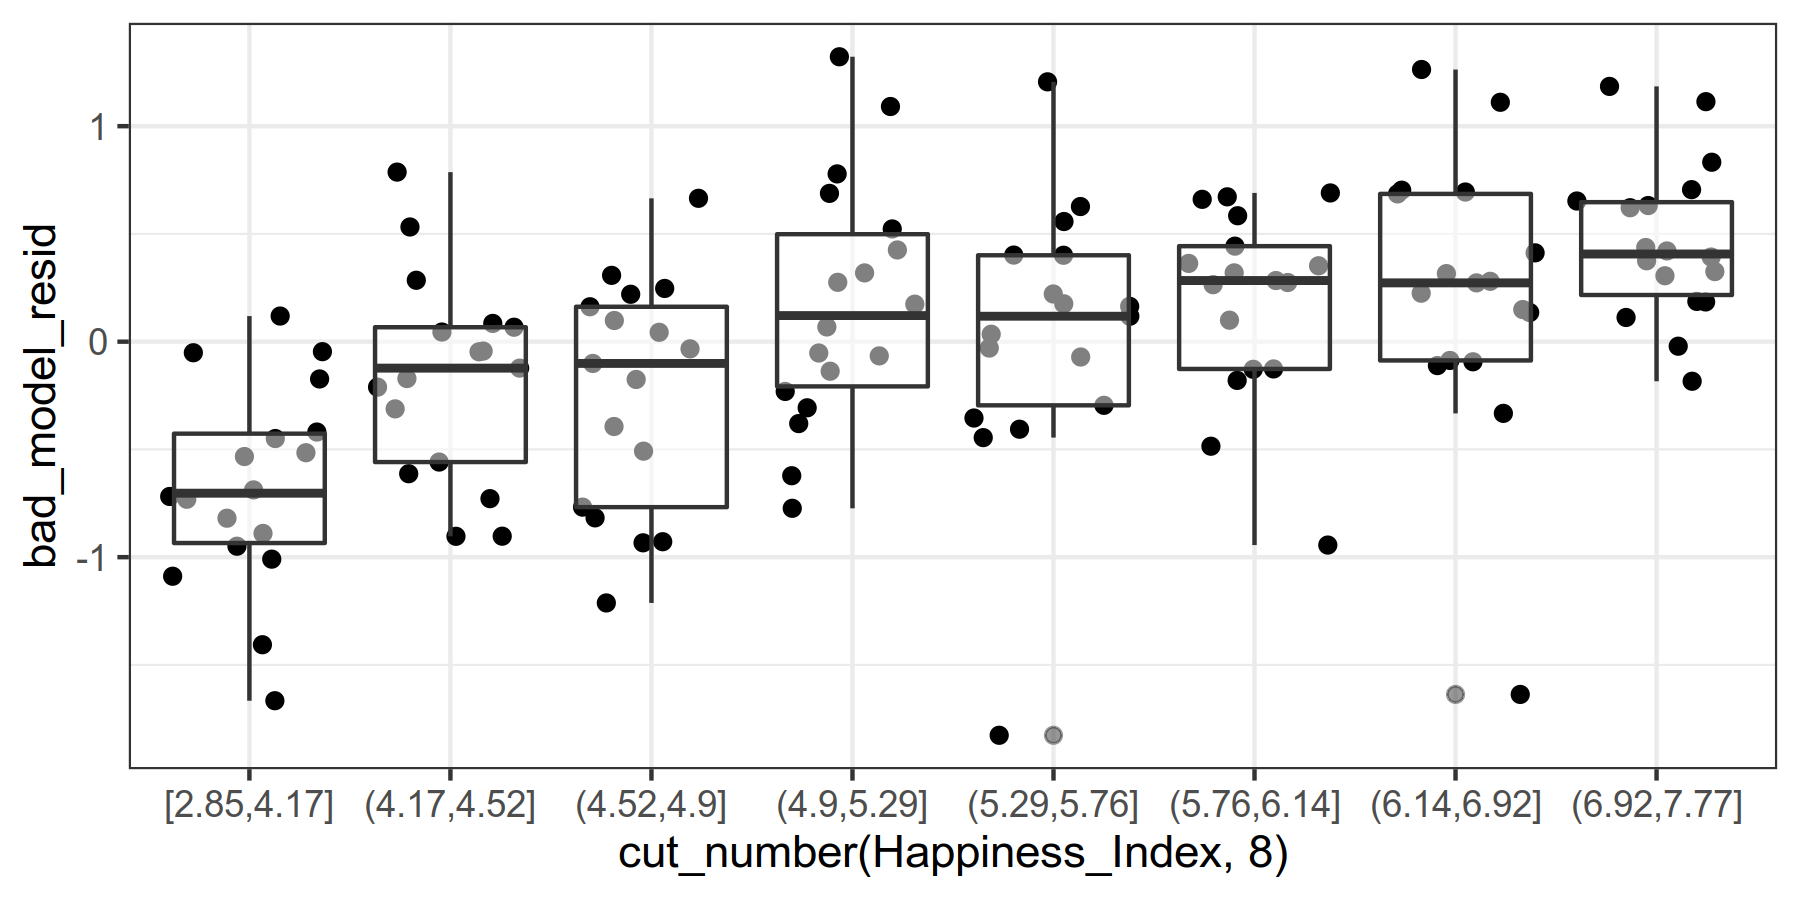 bad_model_resid
1
0
-1
[2.85,4.17] (4.17,4.52] (4.52,4.9] (4.9,5.29] (5.29,5.76] (5.76,6.14] (6.14,6.92] (6.92,7.77]
cut_number(Happiness_Index, 8)